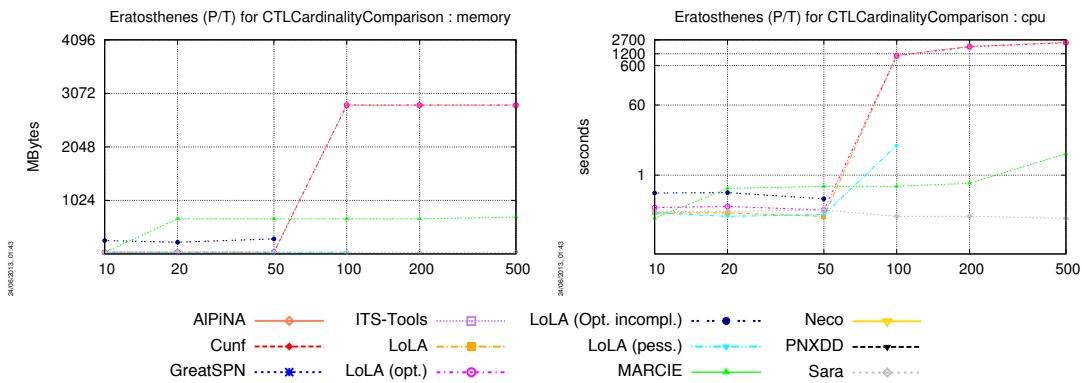 Eratosthenes (P/T) for CTLCardinalityComparison : memory
4096
3072
2048
1024
MBytes
10 20 50 100 200 500
24/06/2013, 01:43
Eratosthenes (P/T) for CTLCardinalityComparison : cpu
2700
1200
600
60
1
seconds
10 20 50 100 200 500
24/06/2013, 01:43
AlPiNA
Cunf
GreatSPN
ITS-Tools
LoLA
LoLA (opt.)
LoLA (Opt. incompl.)
LoLA (pess.)
MARCIE
Neco
PNXDD
Sara